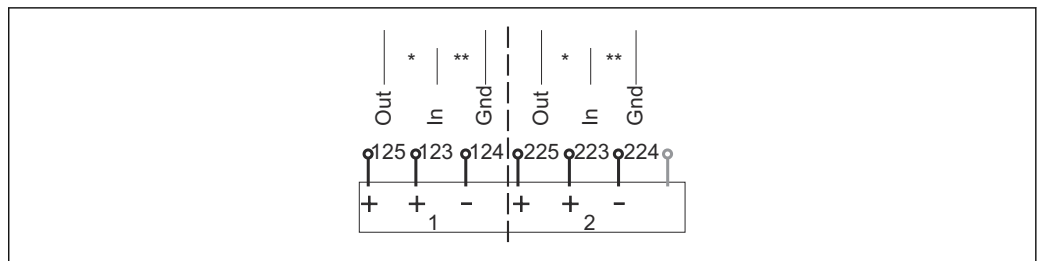 * ** * **
Out In Gnd Out In Gnd
125 123 124 225 223 224
+ + - + + -
1 2